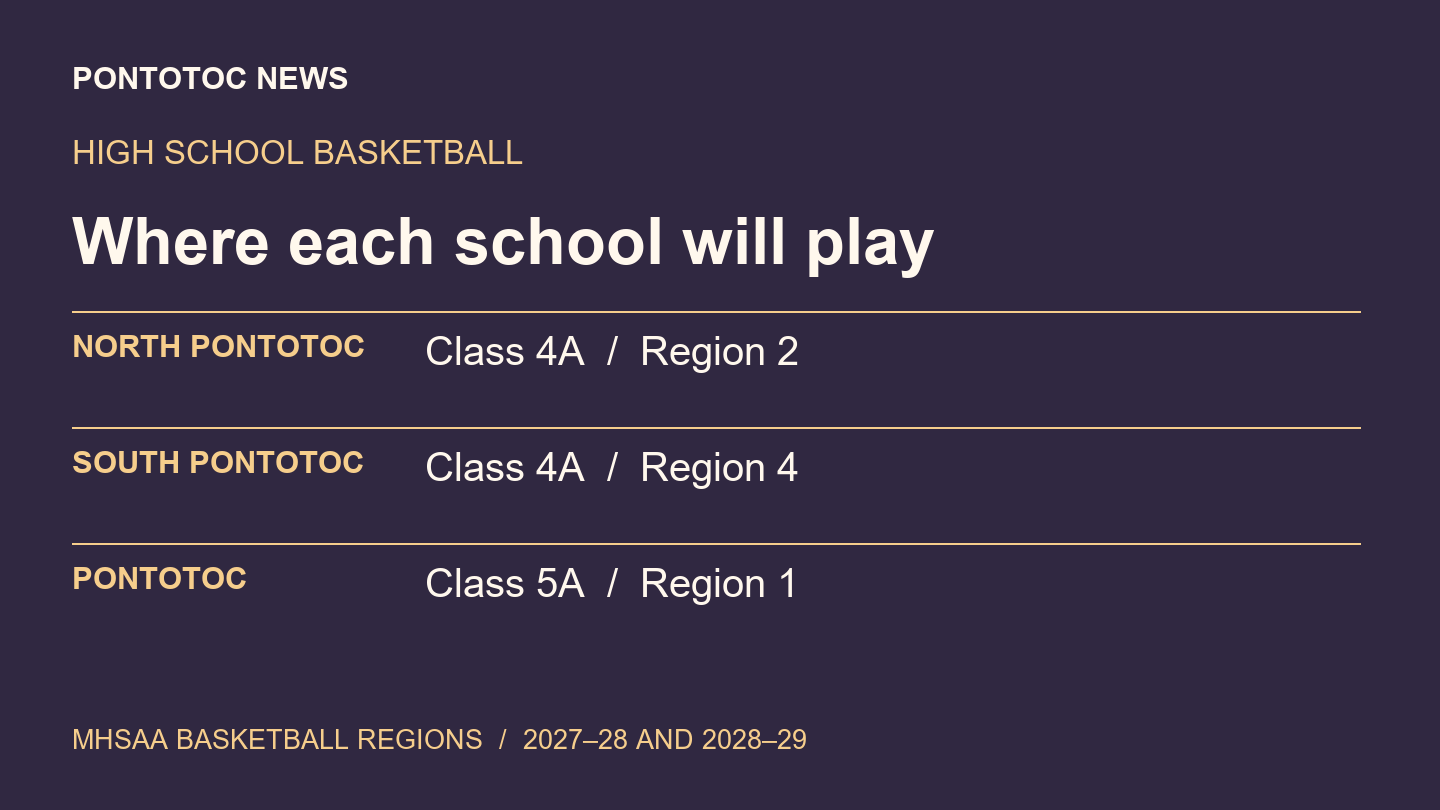 PONTOTOC NEWS
HIGH SCHOOL BASKETBALL
Where each school will play
NORTH PONTOTOC Class 4A / Region 2
SOUTH PONTOTOC Class 4A / Region 4
PONTOTOC Class 5A / Region 1
MHSAA BASKETBALL REGIONS / 2027–28 AND 2028–29